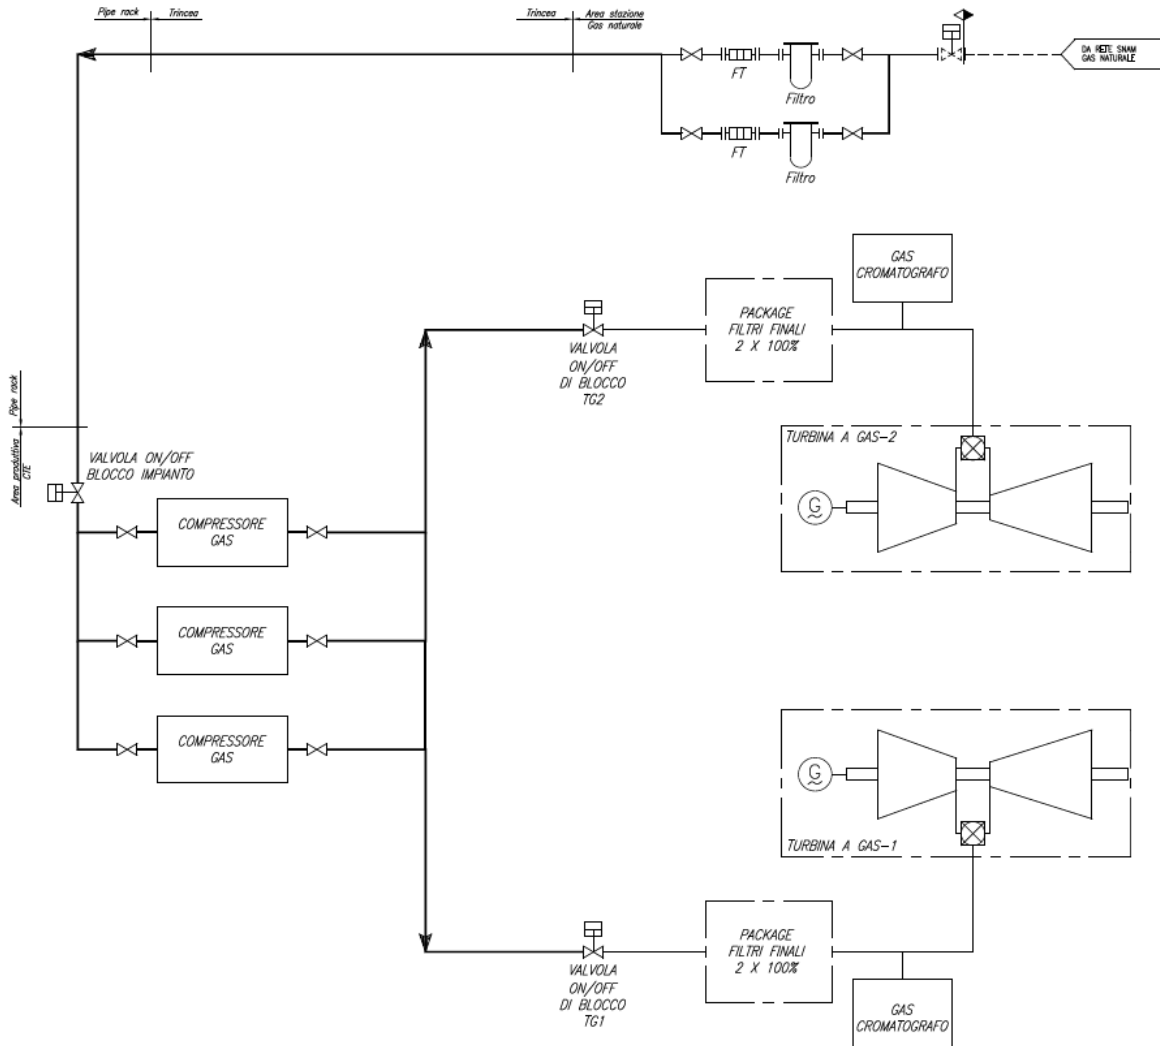 Pipe rack
Trincea
Trincea
Area stazione
Gas naturale
DA RETE SNAM
GAS NATURALE
FT
Filtro
FT
Filtro
GAS
CROMATOGRAFO
PACKAGE
FILTRI FINALI
2 X 100%
VALVOLA
ON/OFF
DI BLOCCO
TG2
Pipe rack
Area produttiva
CTE
VALVOLA ON/OFF
BLOCCO IMPIANTO
TURBINA A GAS-2
G
COMPRESSORE
GAS
COMPRESSORE
GAS
COMPRESSORE
GAS
G
TURBINA A GAS-1
PACKAGE
FILTRI FINALI
2 X 100%
VALVOLA
ON/OFF
DI BLOCCO
TG1
GAS
CROMATOGRAFO